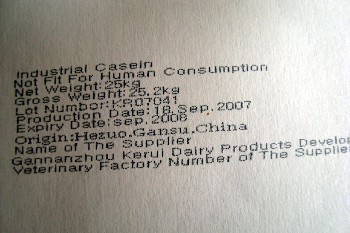 Industrial Casein
Not Fit For Human Consumption
Net Weight:25kg
Gross Weight:25.2kg
Lot Number:KR07041
Production Date:18.Sep.2007
Expiry Date:sep.2008
Origin:Hezuo.Gansu.China
Name of The Supplier
Gannanzhou Kerui Dairy Products Develop
Veterinary Factory Number of The Supplie